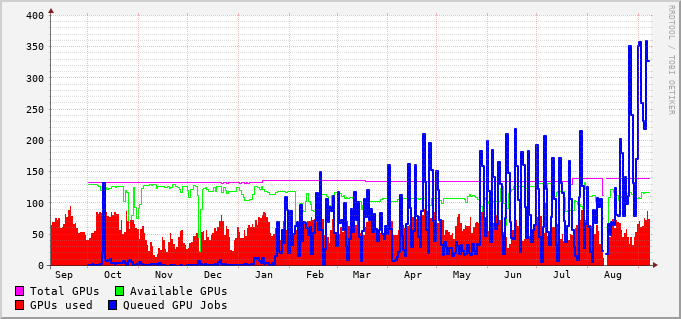 400
350
300
250
200
150
100
50
0
Sep Oct Nov Dec Jan Feb Mar Apr May Jun Jul Aug
Total GPUs Available GPUs
GPUs used Queued GPU Jobs
RRDTOOL / TOBI OETIKER